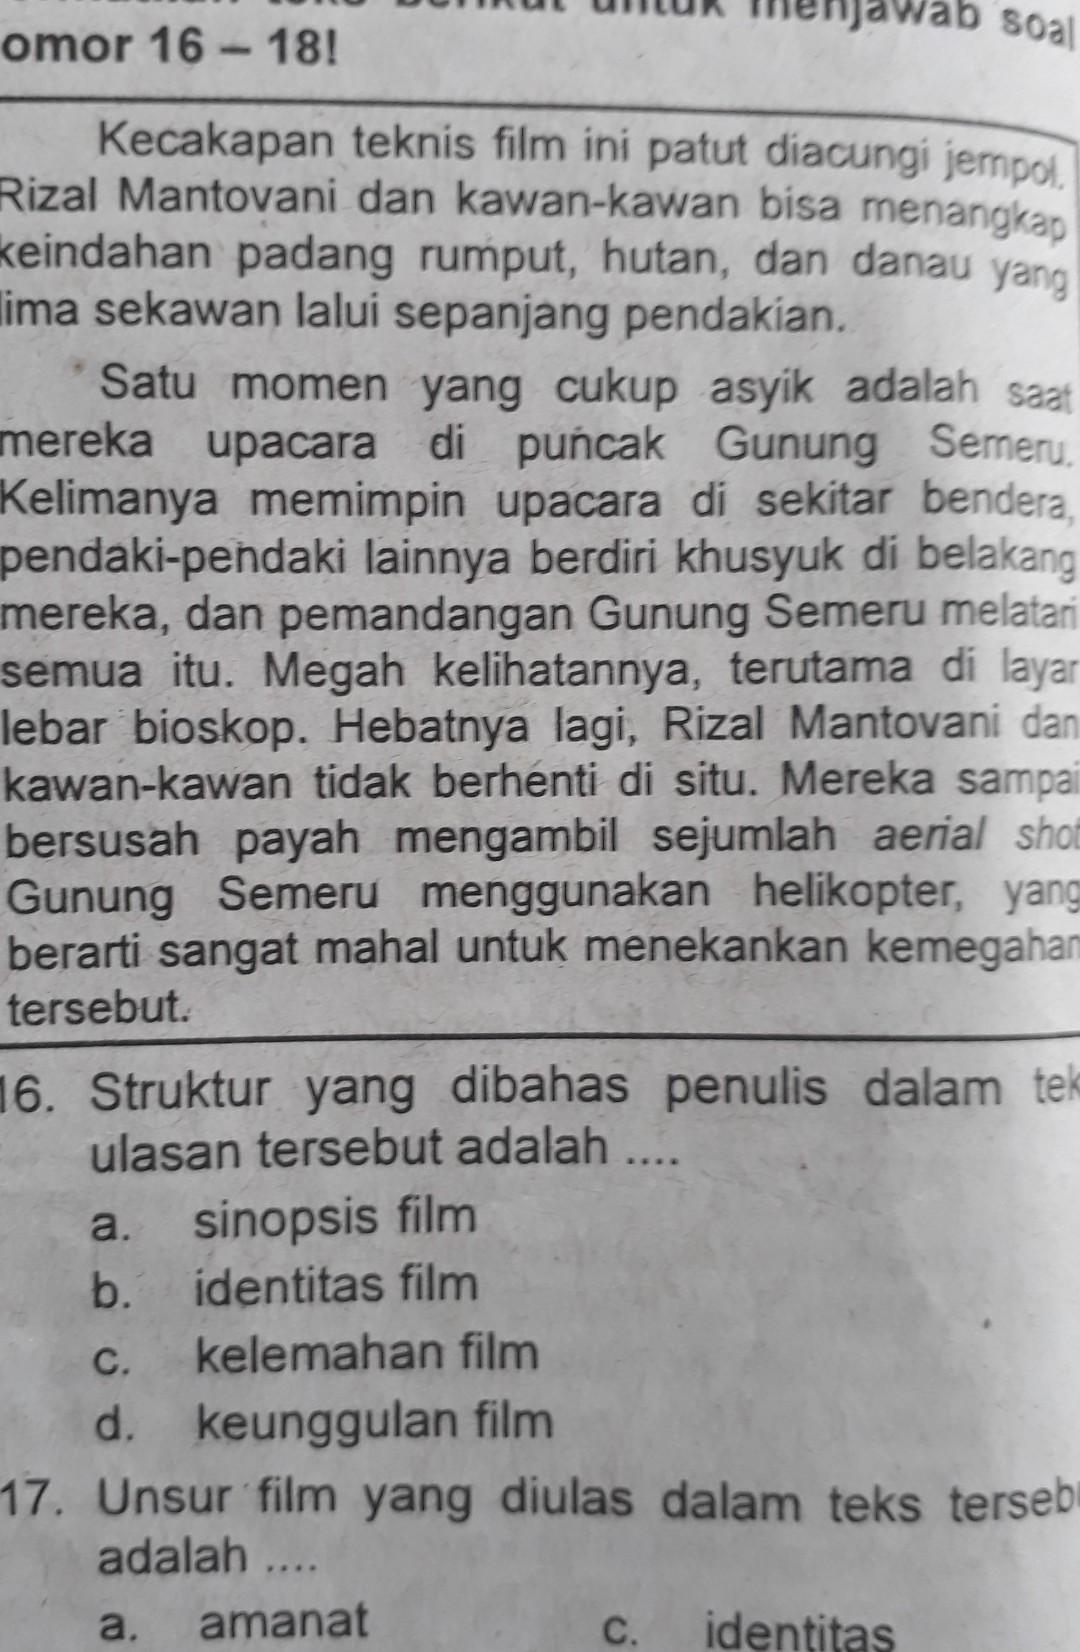 berikut untuk menjawab soal
omor 16 – 18!
Kecakapan teknis film ini patut diacungi jempol.
Rizal Mantovani dan kawan-kawan bisa menangkap
keindahan padang rumput, hutan, dan danau yang
lima sekawan lalui sepanjang pendakian.
Satu momen yang cukup asyik adalah saat
mereka upacara di puncak Gunung Semeru.
Kelimanya memimpin upacara di sekitar bendera,
pendaki-pendaki lainnya berdiri khusyuk di belakang
mereka, dan pemandangan Gunung Semeru melatari
semua itu. Megah kelihatannya, terutama di layar
lebar bioskop. Hebatnya lagi, Rizal Mantovani dan
kawan-kawan tidak berhenti di situ. Mereka sampai
bersusah payah mengambil sejumlah aerial shot
Gunung Semeru menggunakan helikopter, yang
berarti sangat mahal untuk menekankan kemegahan
tersebut.
16. Struktur yang dibahas penulis dalam tek
ulasan tersebut adalah ....
a. sinopsis film
b. identitas film
c. kelemahan film
d. keunggulan film
17. Unsur film yang diulas dalam teks terseb
adalah ....
a. amanat c. identitas